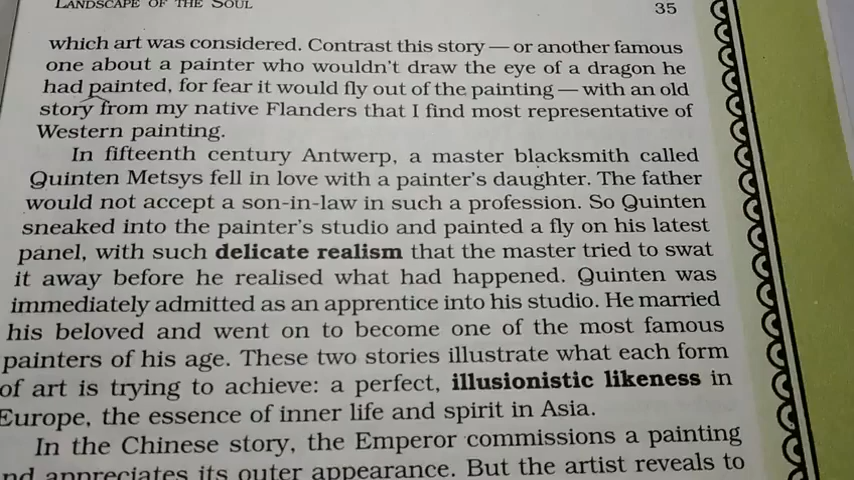 LANDSCAPE OF THE SOUL 35
which art was considered. Contrast this story — or another famous
one about a painter who wouldn't draw the eye of a dragon he
had painted, for fear it would fly out of the painting — with an old
story from my native Flanders that I find most representative of
Western painting.
In fifteenth century Antwerp, a master blacksmith called
Quinten Metsys fell in love with a painter's daughter. The father
would not accept a son-in-law in such a profession. So Quinten
sneaked into the painter's studio and painted a fly on his latest
panel, with such delicate realism that the master tried to swat
it away before he realised what had happened. Quinten was
immediately admitted as an apprentice into his studio. He married
his beloved and went on to become one of the most famous
painters of his age. These two stories illustrate what each form
of art is trying to achieve: a perfect, illusionistic likeness in
Europe, the essence of inner life and spirit in Asia.
In the Chinese story, the Emperor commissions a painting
nd appreciates its outer appearance. But the artist reveals to